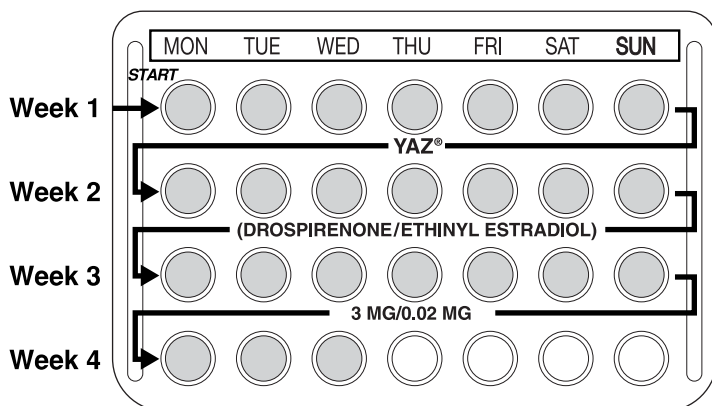 MON TUE WED THU FRI SAT SUN
START
Week 1
YAZ®
Week 2
(DROSPIRENONE/ETHINYL ESTRADIOL)
Week 3
3 MG/0.02 MG
Week 4